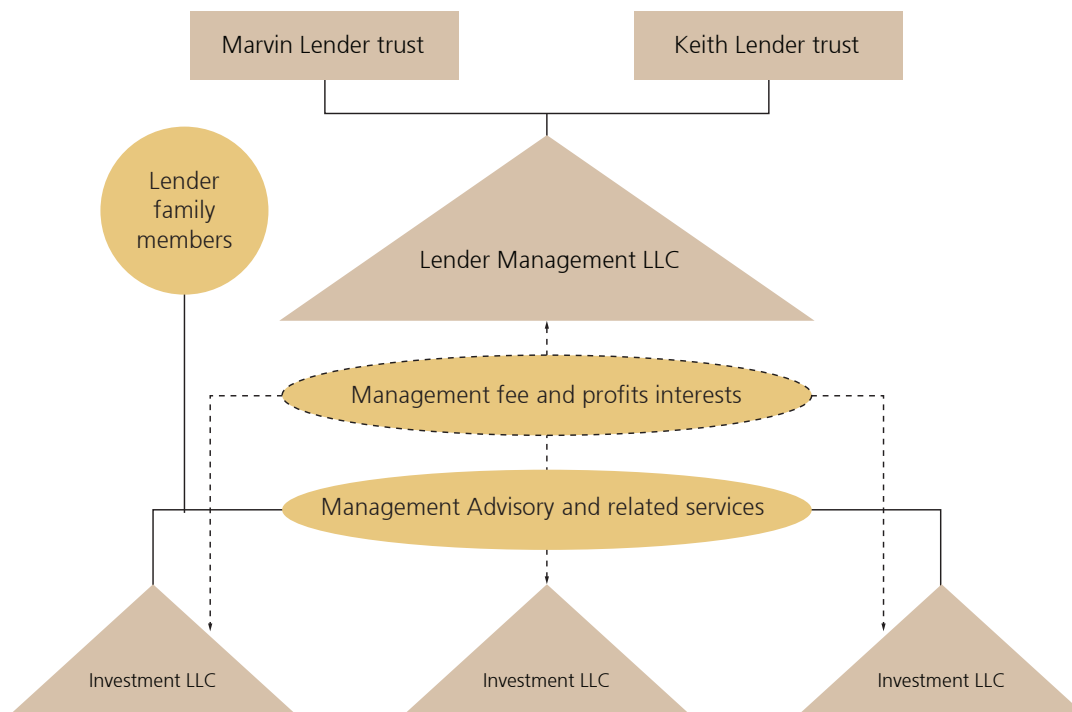 Marvin Lender trust
Keith Lender trust
Lender
family
members
Lender Management LLC
Management fee and profits interests
Management Advisory and related services
Investment LLC
Investment LLC
Investment LLC